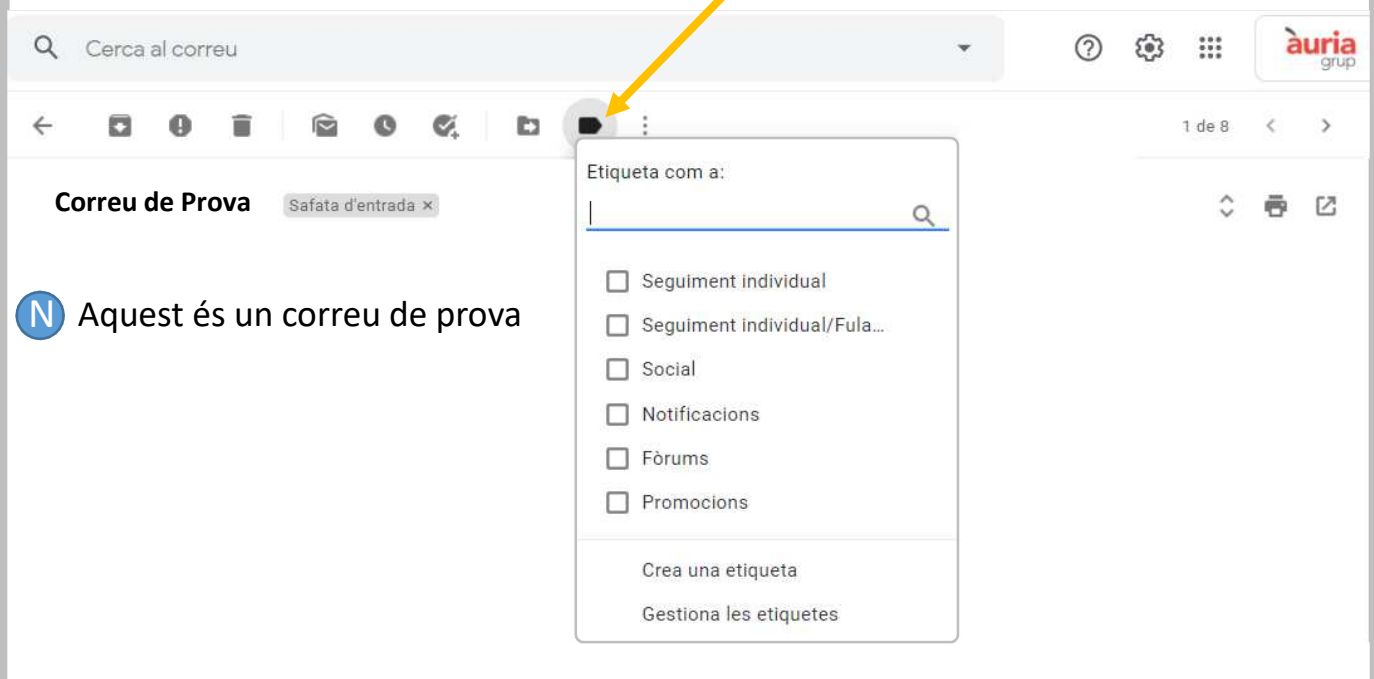 Cerca al correu
àuria
grup
1 de 8
Etiqueta com a:
Correu de Prova
Safata d'entrada ×
Seguiment individual
N Aquest és un correu de prova
Seguiment individual/Fula...
Social
Notificacions
Fòrums
Promocions
Crea una etiqueta
Gestiona les etiquetes